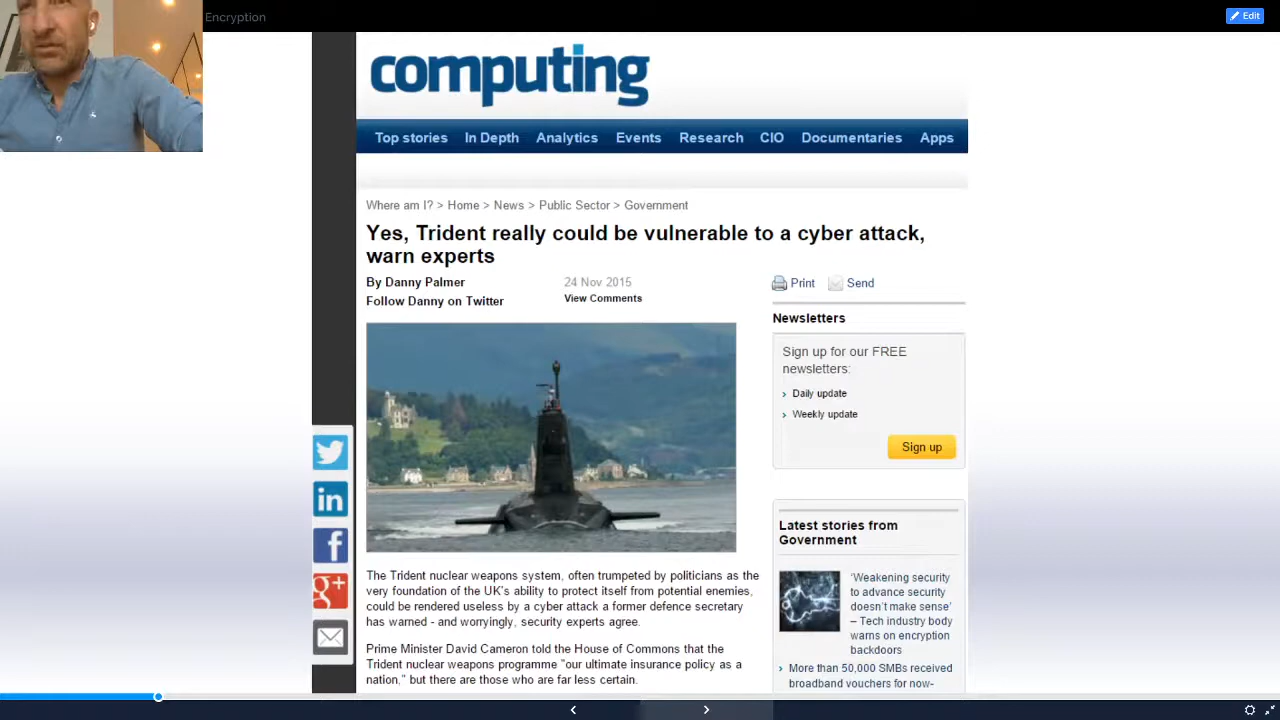 Encryption
Edit
computing
Top stories In Depth Analytics Events Research CIO Documentaries Apps
Where am I? > Home > News > Public Sector > Government
Yes, Trident really could be vulnerable to a cyber attack,
warn experts
By Danny Palmer
24 Nov 2015
Follow Danny on Twitter
View Comments
Print Send
Newsletters
Sign up for our FREE
newsletters:
› Daily update
› Weekly update
Sign up
in
f
g+
Latest stories from
Government
‘Weakening security
to advance security
doesn’t make sense’
– Tech industry body
warns on encryption
backdoors
› More than 50,000 SMBs received
broadband vouchers for now-
The Trident nuclear weapons system, often trumpeted by politicians as the
very foundation of the UK's ability to protect itself from potential enemies,
could be rendered useless by a cyber attack a former defence secretary
has warned - and worryingly, security experts agree.
Prime Minister David Cameron told the House of Commons that the
Trident nuclear weapons programme "our ultimate insurance policy as a
nation," but there are those who are far less certain.